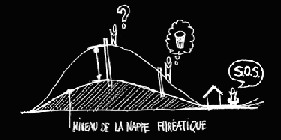 ?
S.O.S.
NIVEAU DE LA NAPPE PHRÉATIQUE